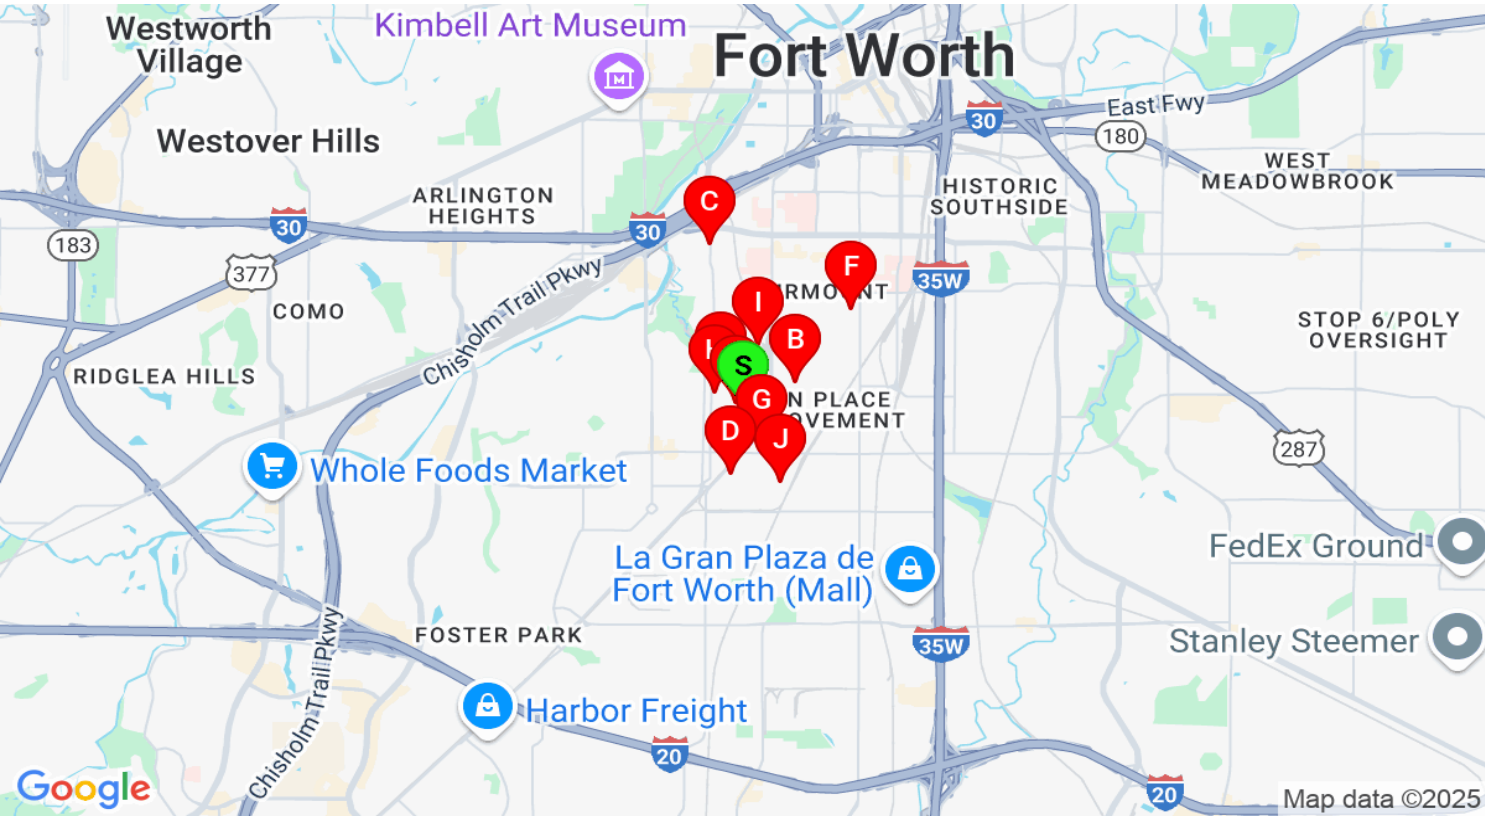 Westworth
Village
Kimbell Art Museum
Fort Worth
East Fwy
30
180
Westover Hills
WEST
MEADOWBROOK
ARLINGTON
HEIGHTS
HISTORIC
SOUTHSIDE
C
30
30
183
377
Chisholm Trail Pkwy
F
35W
RMONT
I
COMO
B
STOP 6/POLY
OVERSIGHT
S
RIDGLEA HILLS
G
N PLACE
OVEMENT
D
J
287
Whole Foods Market
FedEx Ground
La Gran Plaza de
Fort Worth (Mall)
FOSTER PARK
35W
Stanley Steemer
Chisholm Trail Pkwy
Harbor Freight
20
20
Google
Map data ©2025